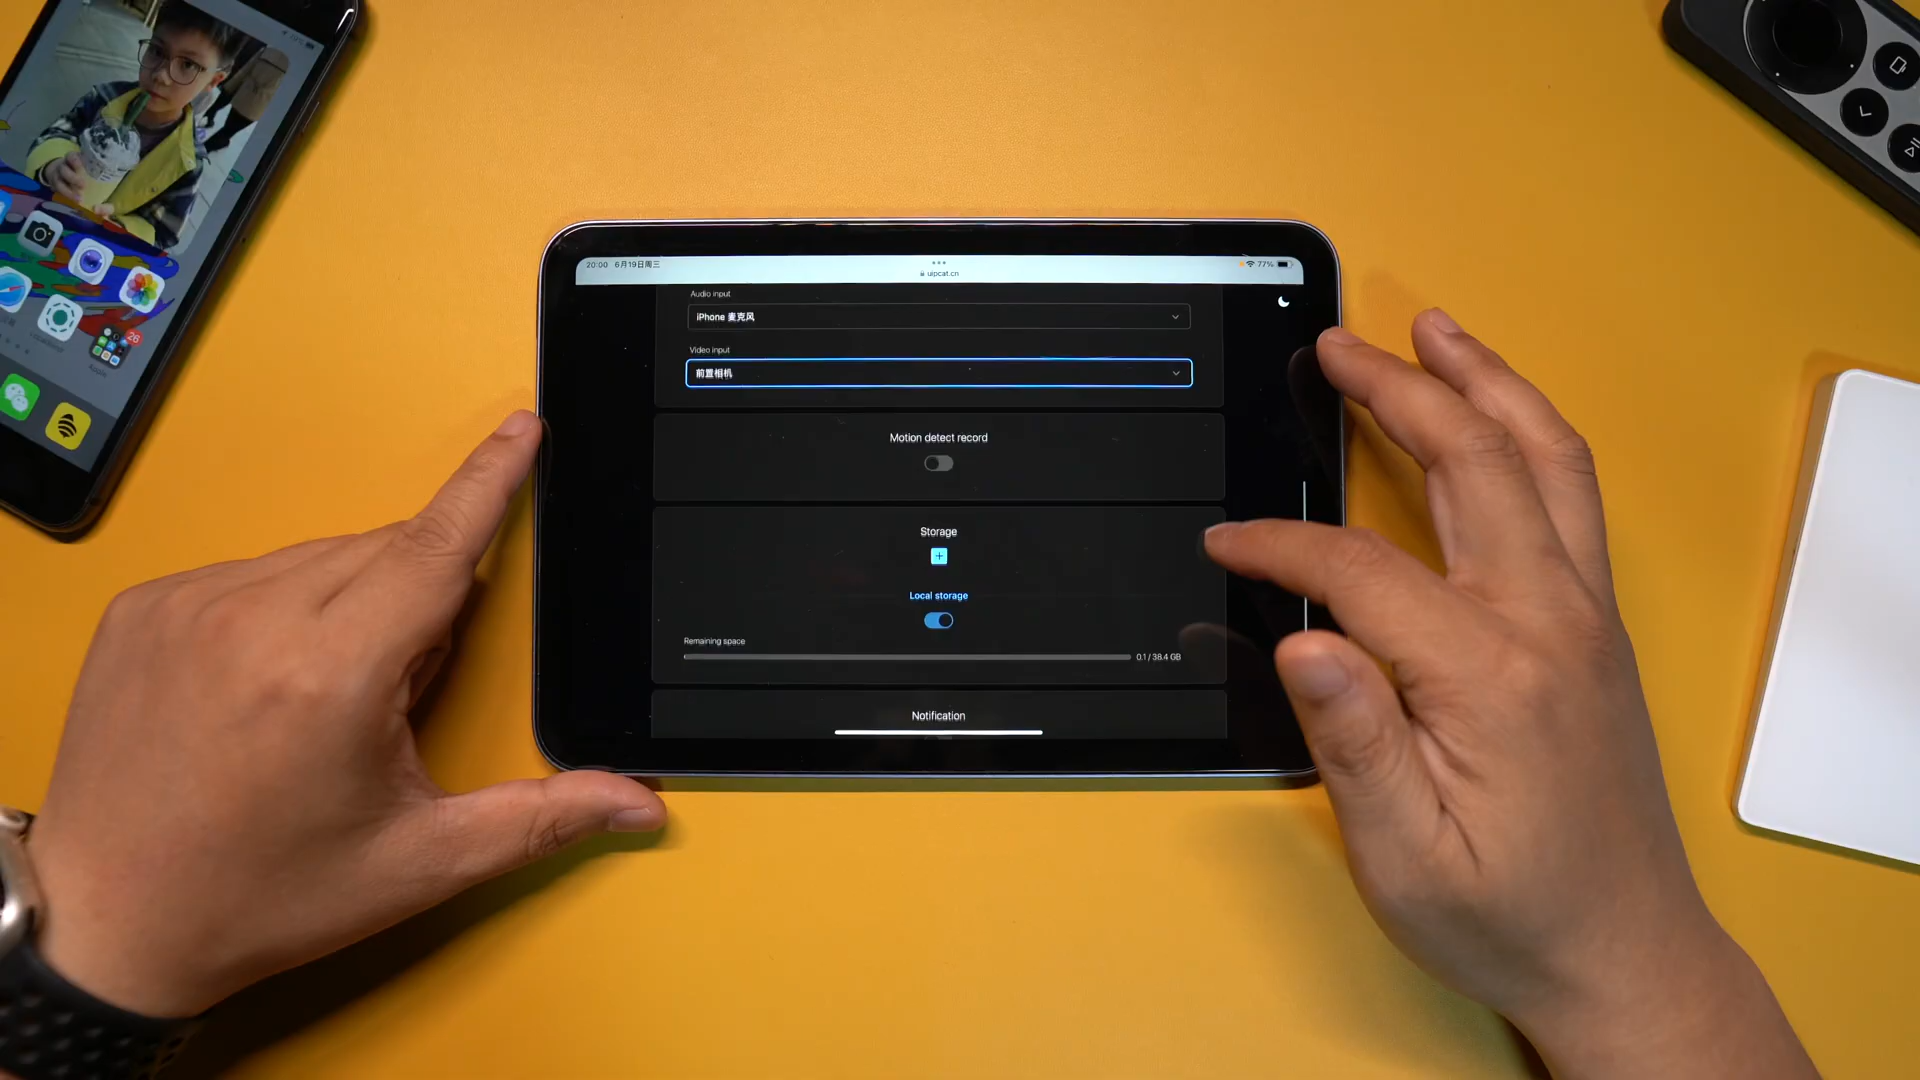 20:00 6月19日周三
uipcat.cn
77%
Audio input
iPhone 麦克风
Video input
前置相机
Motion detect record
Storage
Local storage
Remaining space
0.1 / 38.4 GB
Notification
26